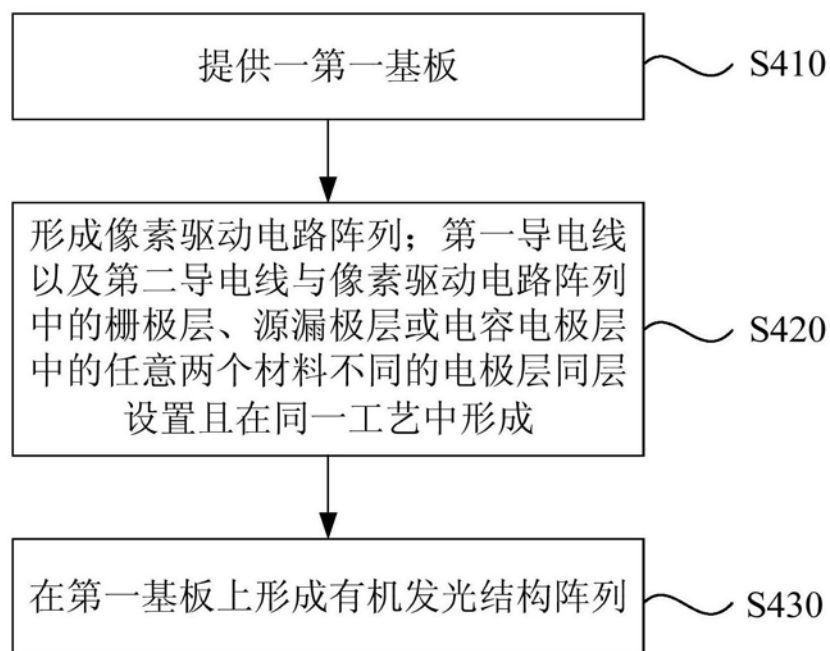 提供一第一基板
S410
形成像素驱动电路阵列；第一导电线
以及第二导电线与像素驱动电路阵列
中的栅极层、源漏极层或电容电极层
中的任意两个材料不同的电极层同层
设置且在同一工艺中形成
S420
在第一基板上形成有机发光结构阵列
S430